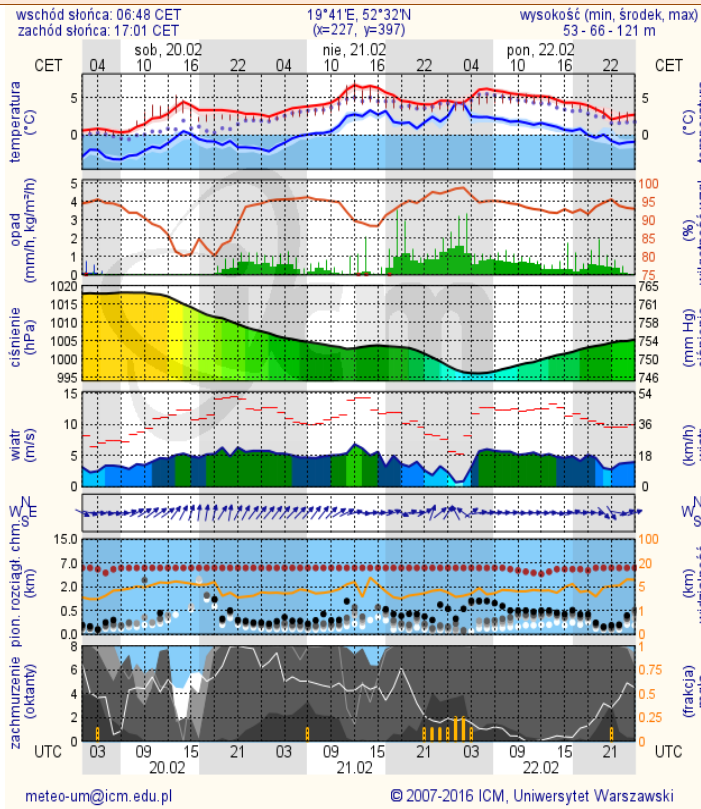 wschód słońca: 06:48 CET 19°41'E, 52°32'N wysokość (min, środek, max)
zachód słońca: 17:01 CET (x=227, y=397) 53 - 66 - 121 m
sob, 20.02 nie, 21.02 pon, 22.02
CET 04 10 16 22 04 10 16 22 04 10 16 22 CET
temperatura
(°C)
5
0
5
0
(°C)
opad
(mm/h, kg/m²/h)
5
4
3
2
1
0
100
95
90
85
80
75
(%)
ciśnienie
(hPa)
1020
1015
1010
1005
1000
995
765
761
758
754
750
746
(mm Hg)
wiatr
(m/s)
15
10
5
0
54
36
18
0
(km/h)
N
W E
S
N
W
S
pion. rozciągł. chm.
(km)
15.0
7.0
2.0
0.5
0.0
100
20
5
1
0
(km)
zachmurzenie
(oktanty)
8
6
4
2
0
1
0.75
0.5
0.25
0
(frakcja)
UTC 03 09 15 21 03 09 15 21 03 09 15 22 UTC
20.02 21.02 22.02
meteo-um@icm.edu.pl © 2007-2016 ICM, Uniwersytet Warszawski